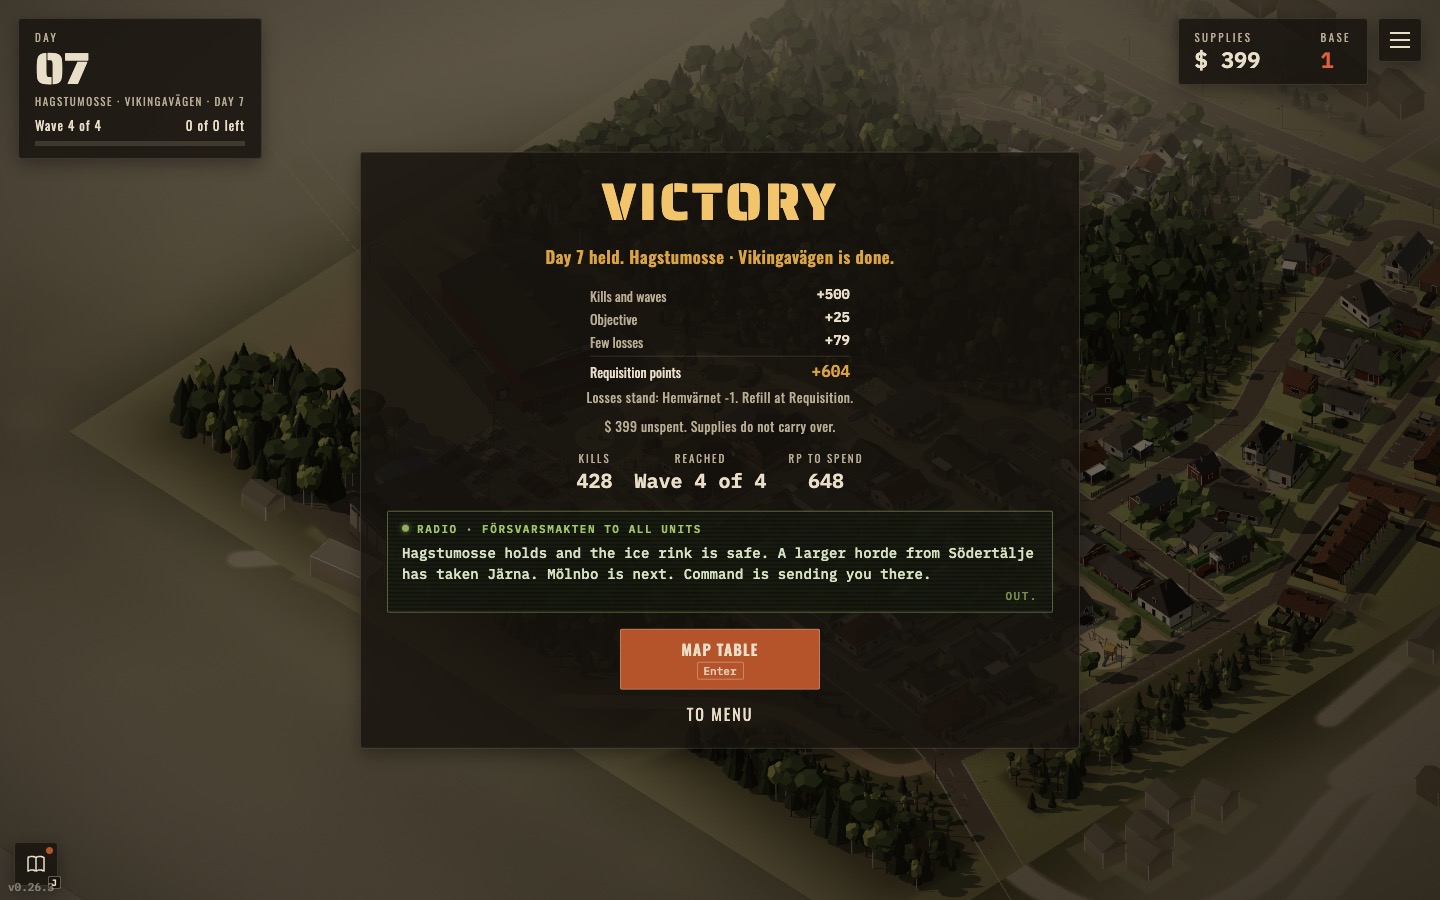 DAY
07
HAGSTUMOSSE · VIKINGAVÄGEN · DAY 7
Wave 4 of 4 0 of 0 left
SUPPLIES BASE
$ 399 1
VICTORY
Day 7 held. Hagstumosse · Vikingavägen is done.
Kills and waves +500
Objective +25
Few losses +79
Requisition points +604
Losses stand: Hemvärnet -1. Refill at Requisition.
$ 399 unspent. Supplies do not carry over.
KILLS REACHED RP TO SPEND
428 Wave 4 of 4 648
RADIO · FÖRSVARSMAKTEN TO ALL UNITS
Hagstumosse holds and the ice rink is safe. A larger horde from Södertälje
has taken Järna. Mölnbo is next. Command is sending you there.
OUT.
MAP TABLE
Enter
TO MENU
J